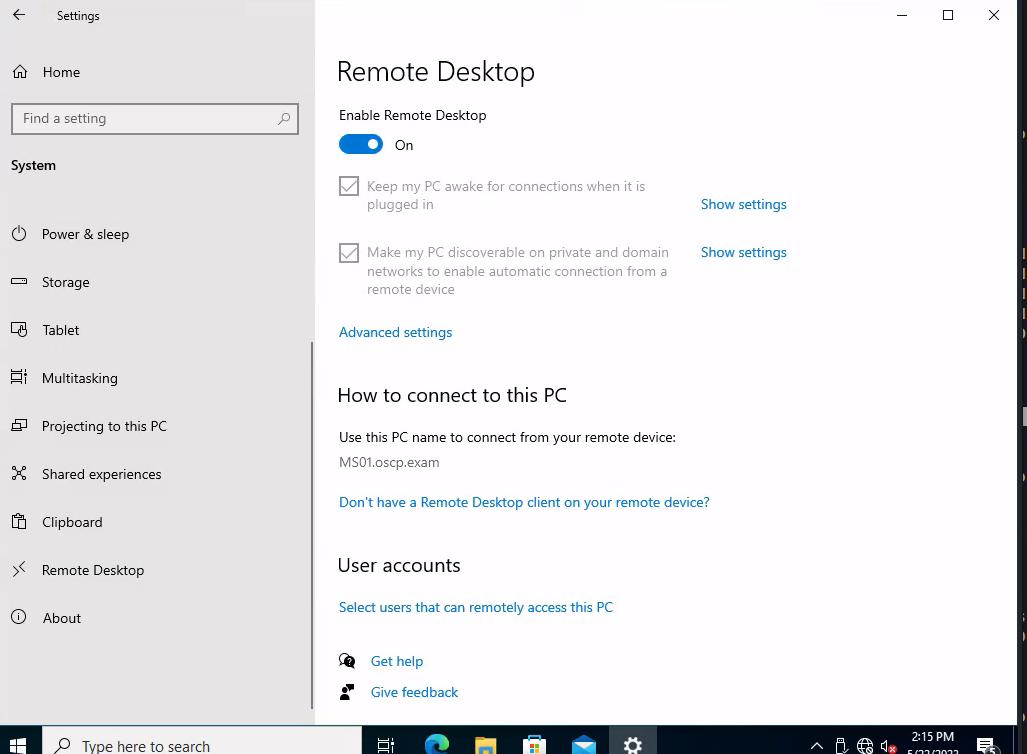 Settings
Home
Find a setting
System
Power & sleep
Storage
Tablet
Multitasking
Projecting to this PC
Shared experiences
Clipboard
Remote Desktop
About
Remote Desktop
Enable Remote Desktop
On
Keep my PC awake for connections when it is
plugged in
Show settings
Make my PC discoverable on private and domain
networks to enable automatic connection from a
remote device
Show settings
Advanced settings
How to connect to this PC
Use this PC name to connect from your remote device:
MS01.oscp.exam
Don't have a Remote Desktop client on your remote device?
User accounts
Select users that can remotely access this PC
Get help
Give feedback
Type here to search
2:15 PM
5